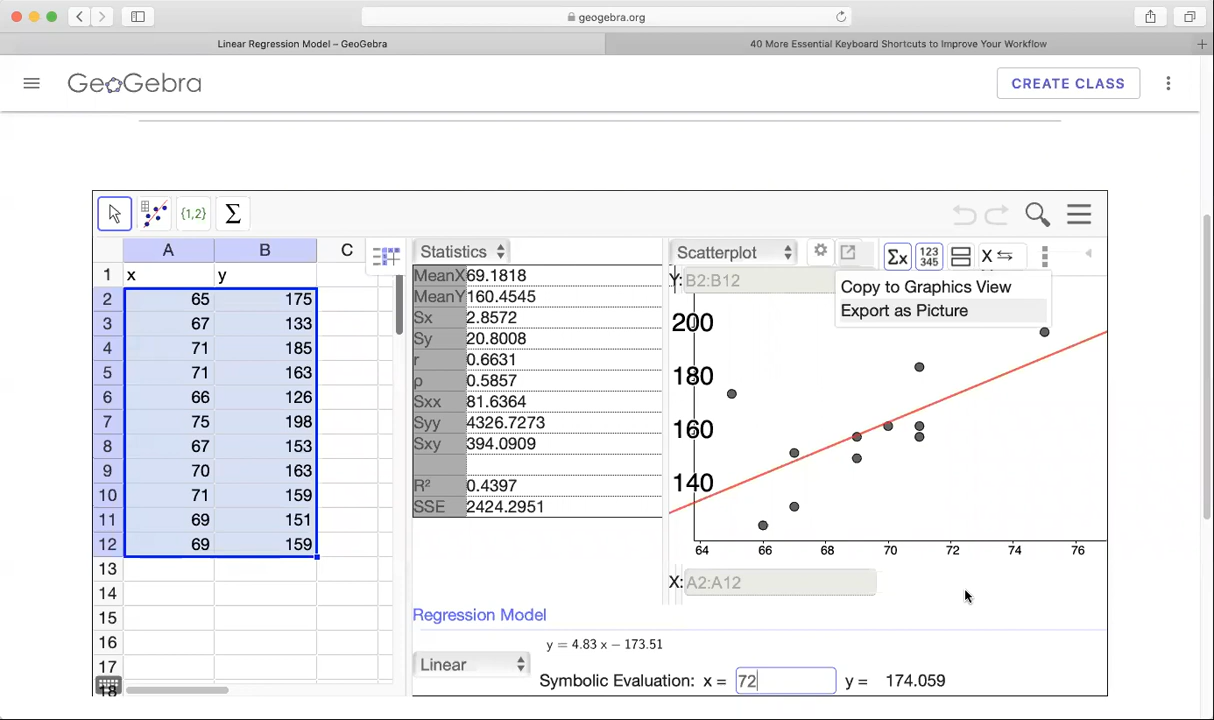 geogebra.org
Linear Regression Model – GeoGebra
40 More Essential Keyboard Shortcuts to Improve Your Workflow
GeoGebra
CREATE CLASS
{1,2}
Σ
Statistics
Scatterplot
Σx
123
345
X
A B C
1 x y
2 65 175
3 67 133
4 71 185
5 71 163
6 66 126
7 75 198
8 67 153
9 70 163
10 71 159
11 69 151
12 69 159
13
14
15
16
17
18
MeanX 69.1818
MeanY 160.4545
Sx 2.8572
Sy 20.8008
r 0.6631
ρ 0.5857
Sxx 81.6364
Syy 4326.7273
Sxy 394.0909
R² 0.4397
SSE 2424.2951
Y: B2:B12
Copy to Graphics View
Export as Picture
200
180
160
140
64 66 68 70 72 74 76
X: A2:A12
Regression Model
y = 4.83 x − 173.51
Linear
Symbolic Evaluation: x = 72 y = 174.059